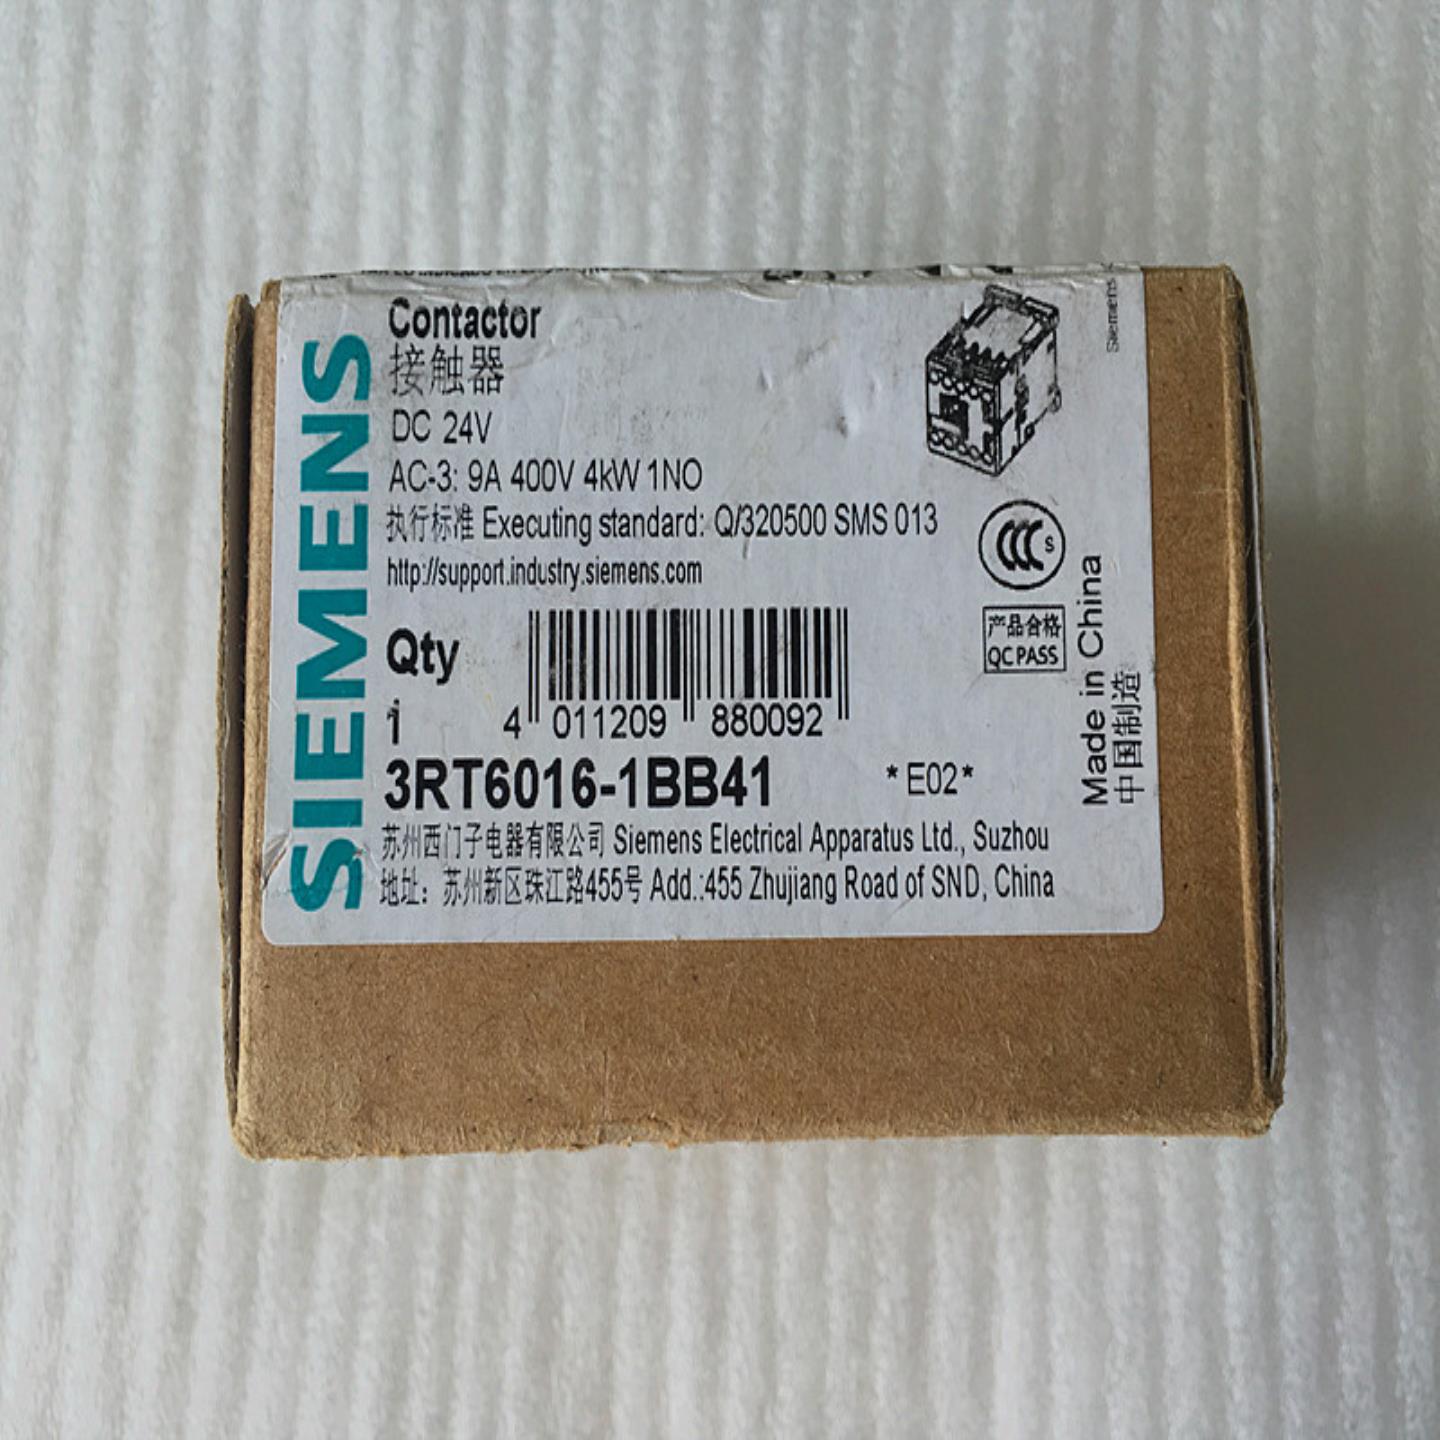 SIEMENS
Contactor
接触器
DC 24V
AC-3: 9A 400V 4kW 1NO
执行标准 Executing standard: Q/320500 SMS 013
http://support.industry.siemens.com
Qty
1
4 011209 880092
3RT6016-1BB41
*E02*
苏州西门子电器有限公司 Siemens Electrical Apparatus Ltd., Suzhou
地址: 苏州新区珠江路455号 Add.:455 Zhujiang Road of SND, China
Siemens
CCC S
产品合格
QC PASS
Made in China
中国制造